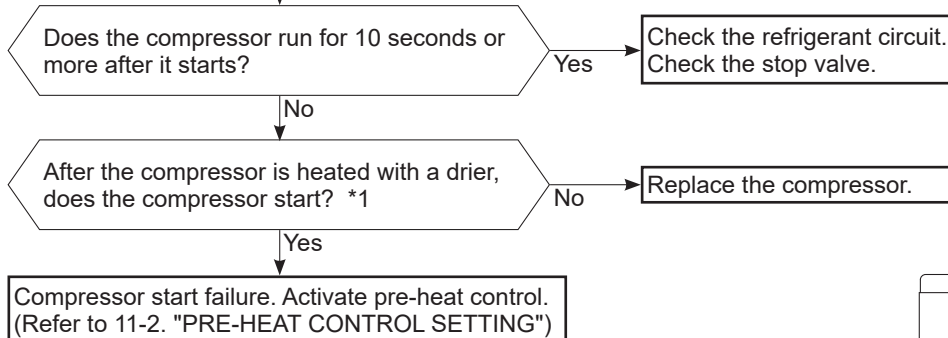 Does the compressor run for 10 seconds or
more after it starts?
Yes
Check the refrigerant circuit.
Check the stop valve.
No
After the compressor is heated with a drier,
does the compressor start? *1
No
Replace the compressor.
Yes
Compressor start failure. Activate pre-heat control.
(Refer to 11-2. "PRE-HEAT CONTROL SETTING")